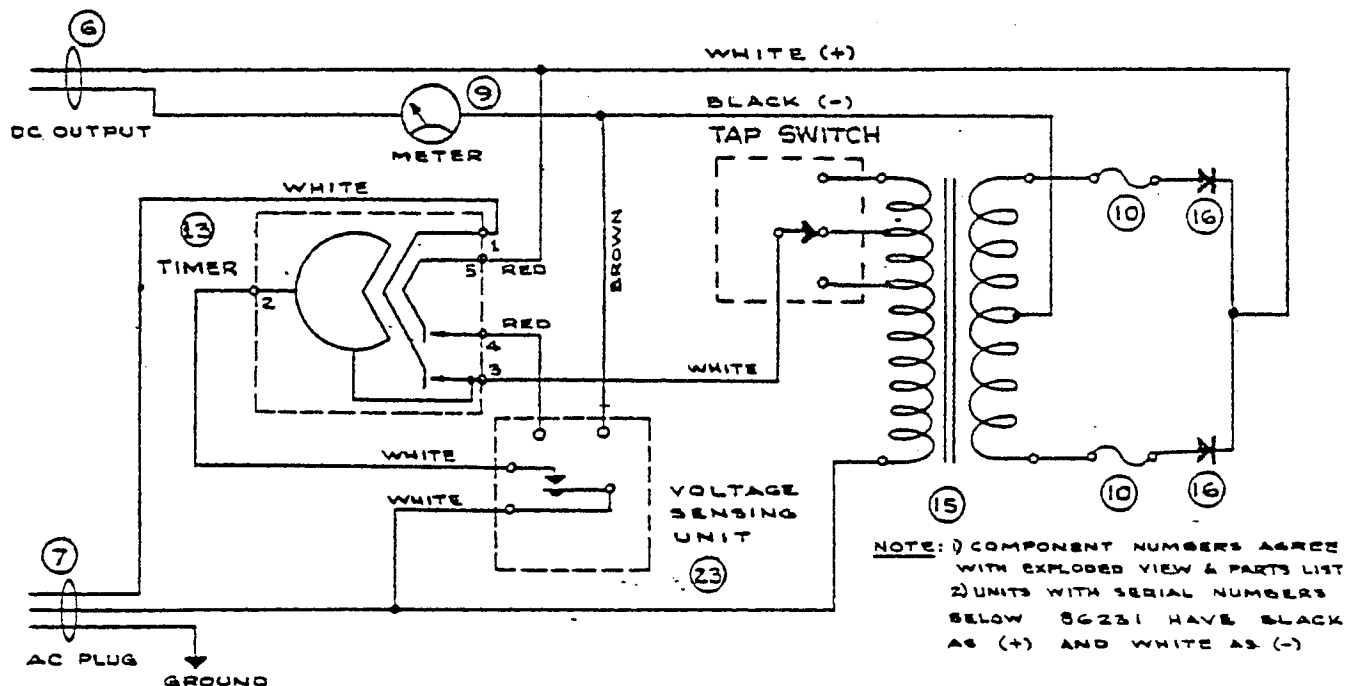 6
WHITE (+)
9
BLACK (-)
DC OUTPUT
METER
TAP SWITCH
WHITE
13
TIMER
1
5
RED
2
BROWN
10
16
RED
4
3
WHITE
WHITE
WHITE
VOLTAGE
SENSING
UNIT
23
15
10
16
7
NOTE: 1) COMPONENT NUMBERS AGREE
WITH EXPLODED VIEW & PARTS LIST
2) UNITS WITH SERIAL NUMBERS
BELOW 86231 HAVE BLACK
AS (+) AND WHITE AS (-)
AC PLUG
GROUND